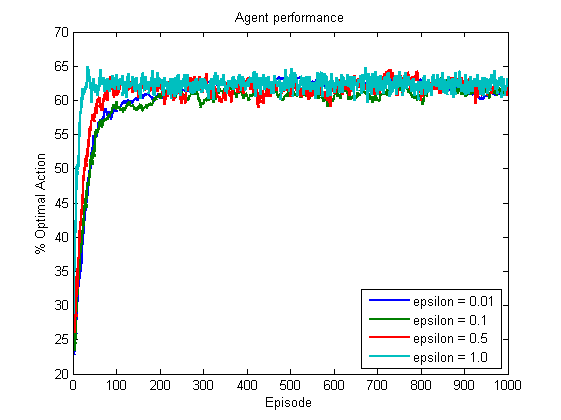 Agent performance
70
65
60
55
50
45
40
35
30
25
20
% Optimal Action
0 100 200 300 400 500 600 700 800 900 1000
Episode
epsilon = 0.01
epsilon = 0.1
epsilon = 0.5
epsilon = 1.0